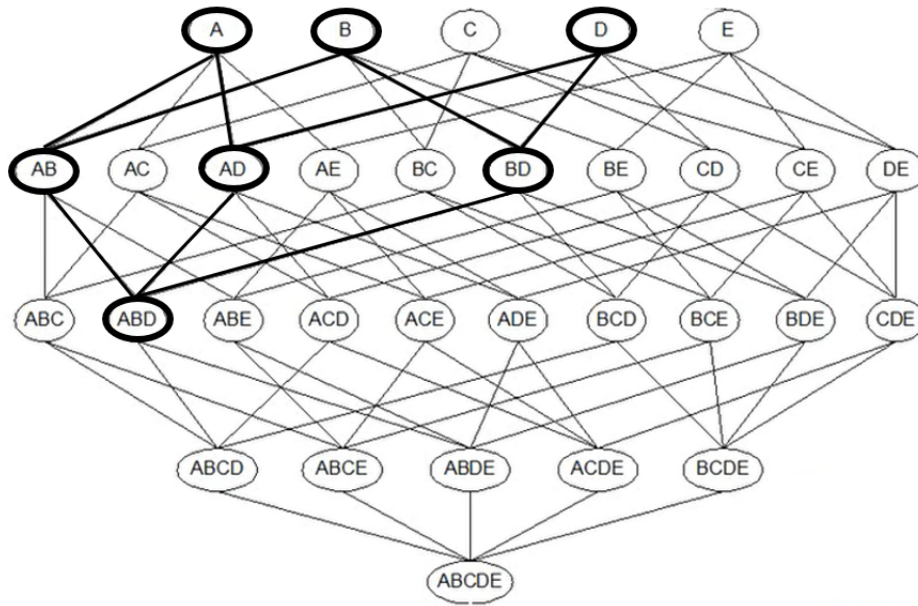 A B C D E
AB AC AD AE BC BD BE CD CE DE
ABC ABD ABE ACD ACE ADE BCD BCE BDE CDE
ABCD ABCE ABDE ACDE BCDE
ABCDE